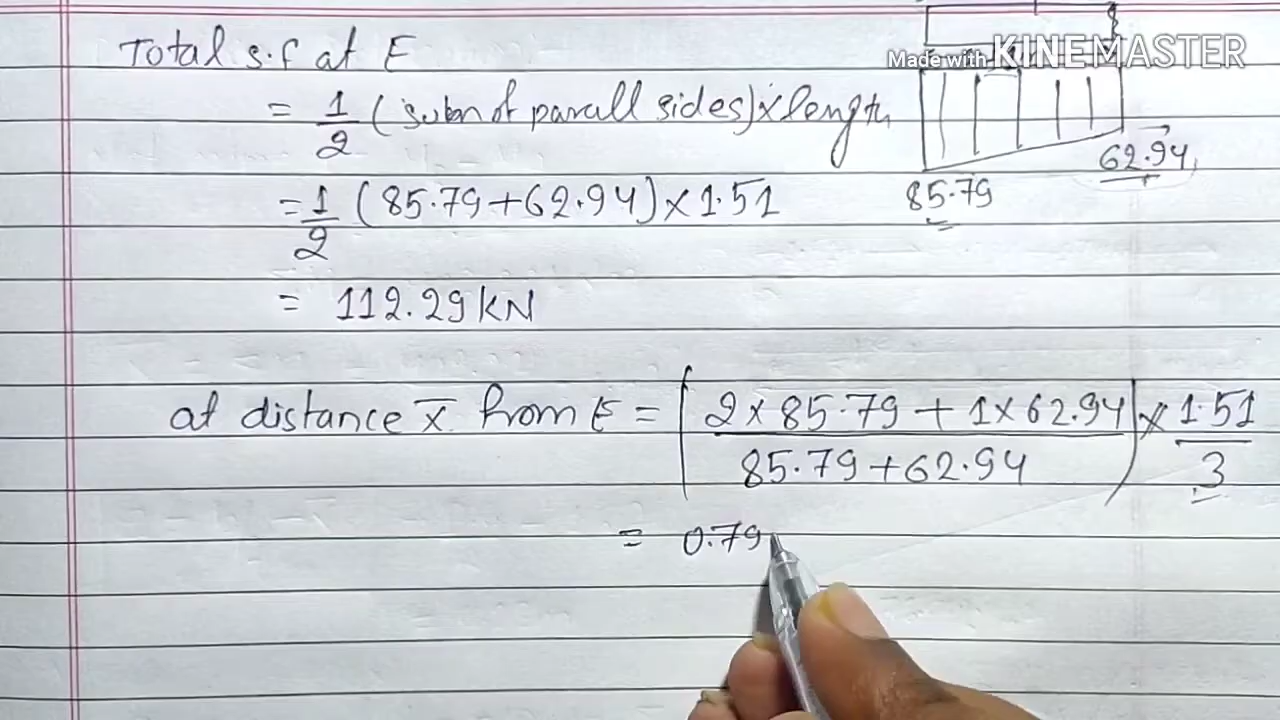 Total s.f at E
Made with KINEMASTER
= 1/2 (sum of parall sides) × length
62.94
85.79
= 1/2 (85.79 + 62.94) × 1.51
= 112.29 KN
at distance x̄ from E = (2 × 85.79 + 1 × 62.94 / 85.79 + 62.94) × 1.51/3
= 0.79